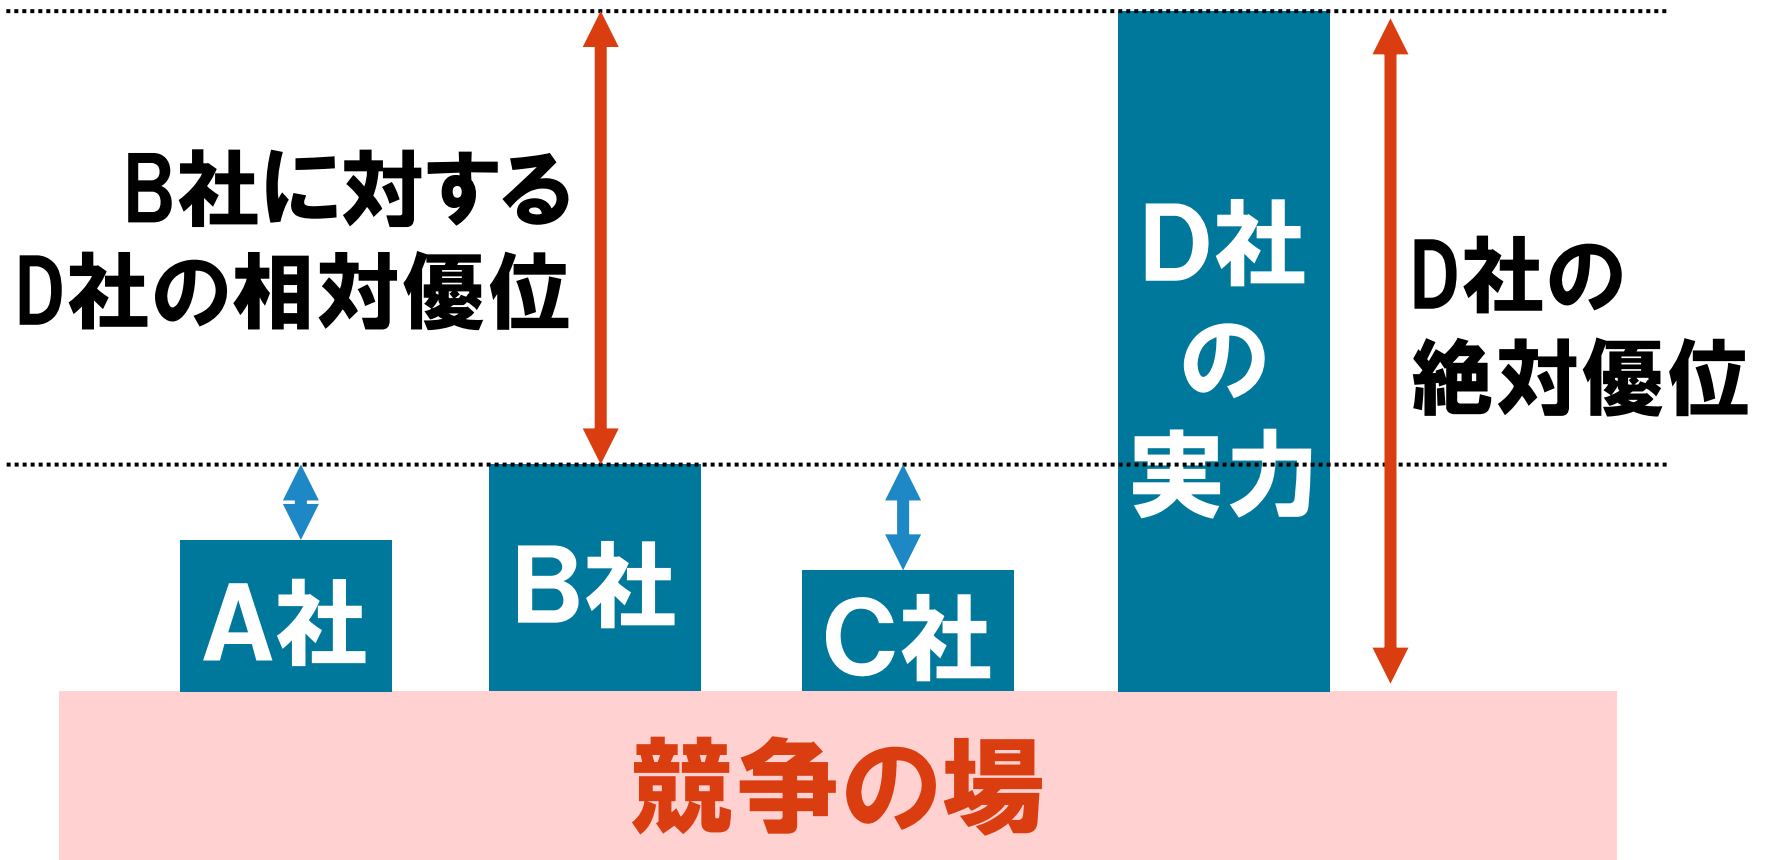 B社に対する
D社の相対優位
D社
の
実力
D社の
絶対優位
A社
B社
C社
競争の場